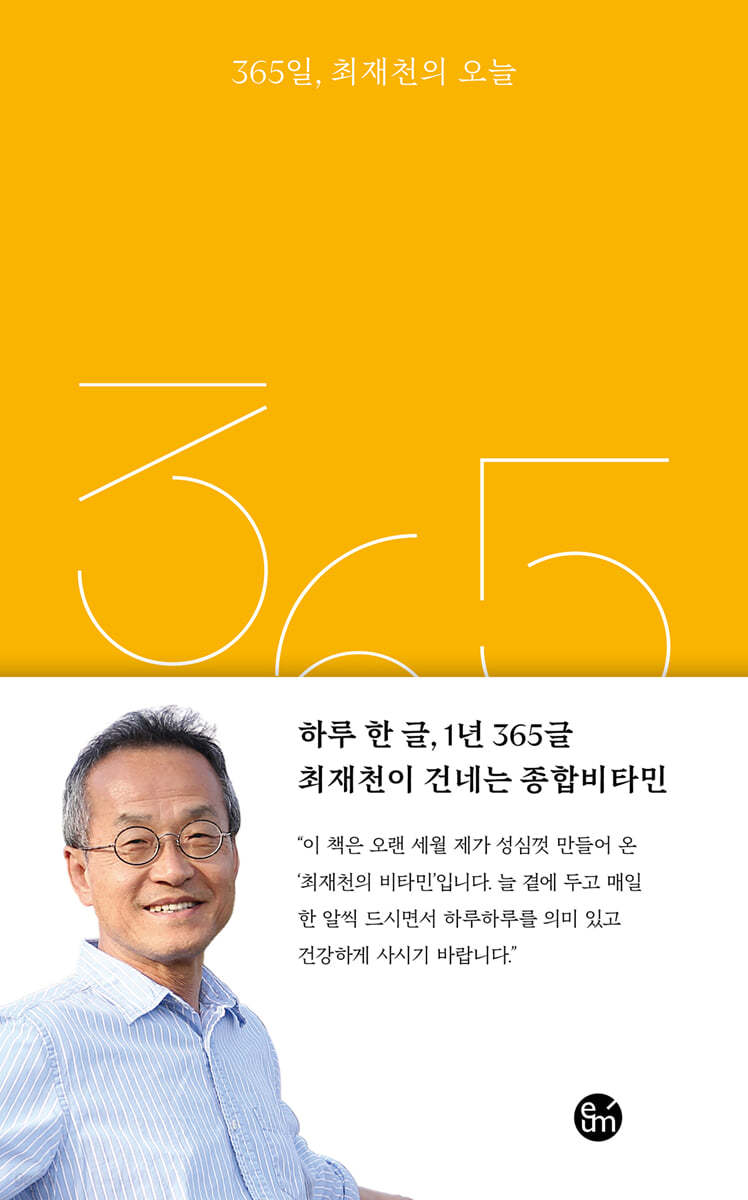 365일, 최재천의 오늘
365
하루 한 글, 1년 365글
최재천이 건네는 종합비타민
“이 책은 오랜 세월 제가 성심껏 만들어 온
‘최재천의 비타민’입니다. 늘 곁에 두고 매일
한 알씩 드시면서 하루하루를 의미 있고
건강하게 사시기 바랍니다.”
eum